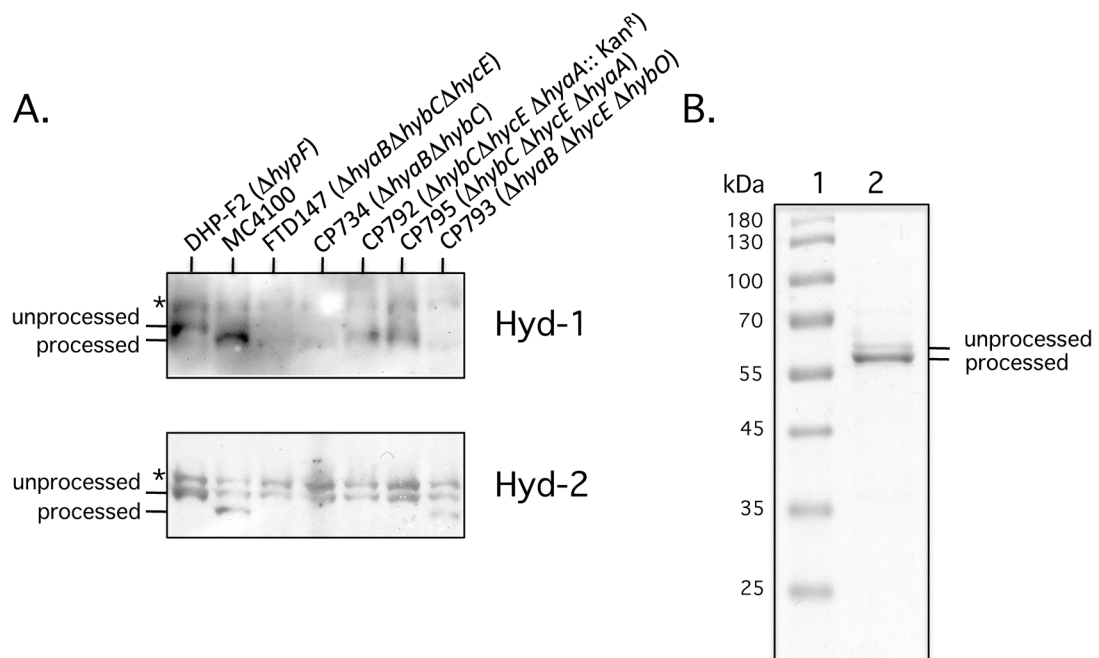 A.
DHP-F2 (ΔhypF)
MC4100
FTD147 (ΔhyaBΔhybCΔhycE)
CP734 (ΔhyaBΔhybC)
CP792 (ΔhybCΔhycE ΔhyaA:: Kanᴿ)
CP795 (ΔhybC ΔhycE ΔhyaA)
CP793 (ΔhyaB ΔhycE ΔhybO)
*
unprocessed
processed
Hyd-1
*
unprocessed
processed
Hyd-2
B.
kDa 1 2
180
130
100
70
55
45
35
25
unprocessed
processed